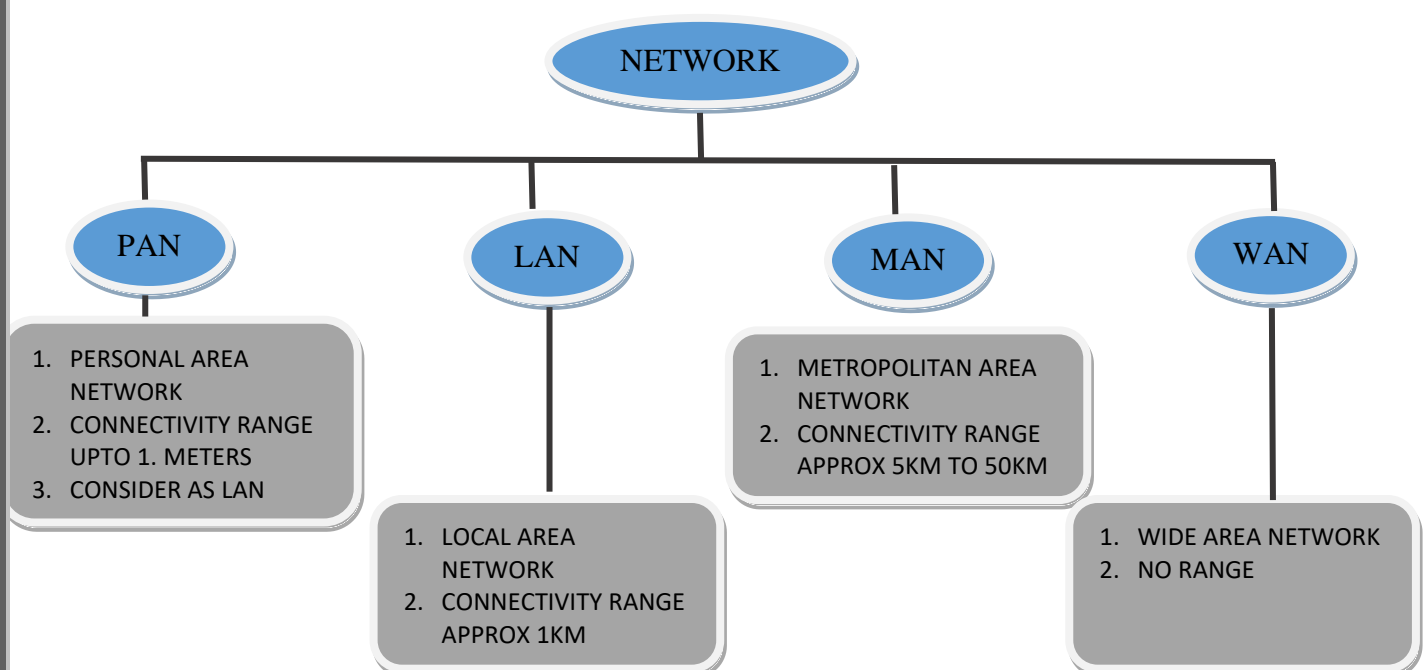 NETWORK
PAN
LAN
MAN
WAN
1. PERSONAL AREA
NETWORK
2. CONNECTIVITY RANGE
UPTO 1. METERS
3. CONSIDER AS LAN
1. LOCAL AREA
NETWORK
2. CONNECTIVITY RANGE
APPROX 1KM
1. METROPOLITAN AREA
NETWORK
2. CONNECTIVITY RANGE
APPROX 5KM TO 50KM
1. WIDE AREA NETWORK
2. NO RANGE